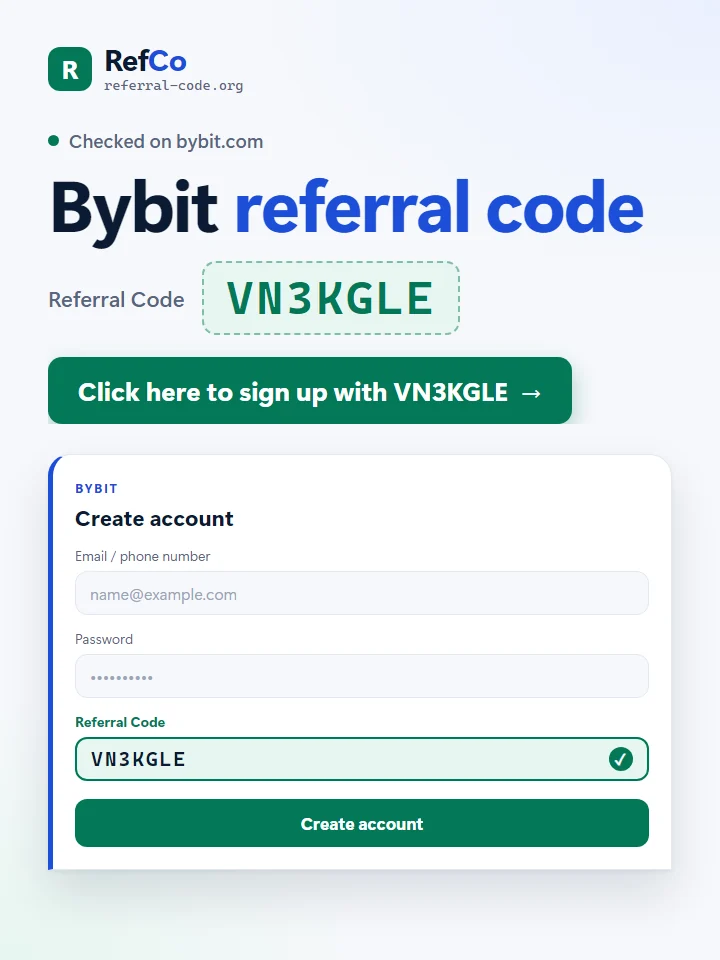 R
RefCo
referral-code.org
Checked on bybit.com
Bybit referral code
Referral Code VN3KGLE
Click here to sign up with VN3KGLE →
BYBIT
Create account
Email / phone number
name@example.com
Password
••••••••••
Referral Code
VN3KGLE
Create account